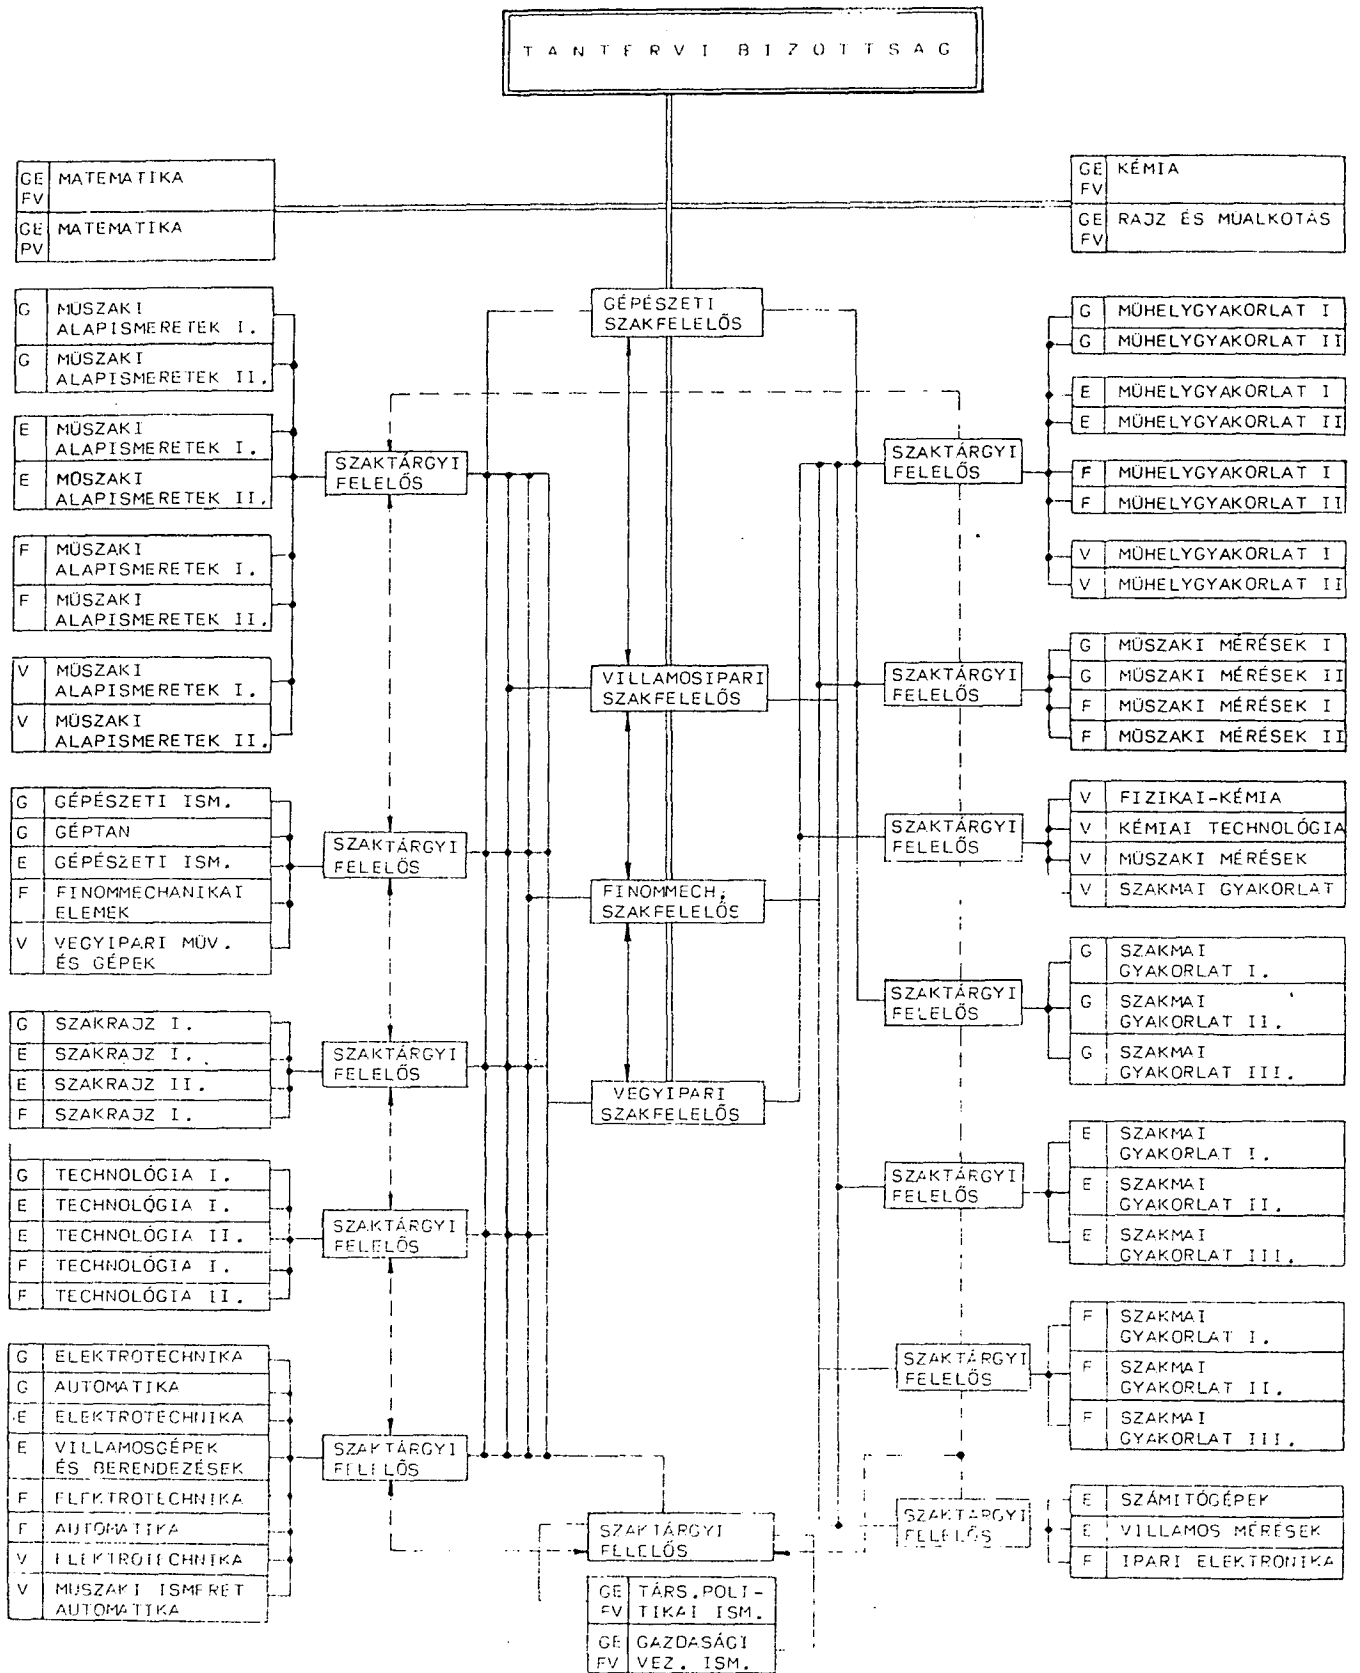 TANTERVI BIZOTTSAG
GE MATEMATIKA
FV
GE MATEMATIKA
PV
GE KÉMIA
FV
GE RAJZ ÉS MÜALKOTÁS
FV
GÉPÉSZETI
SZAKFELELŐS
G MÜSZAKI
ALAPISMERETEK I.
G MÜSZAKI
ALAPISMERETEK II.
E MÜSZAKI
ALAPISMERETEK I.
E MÜSZAKI
ALAPISMERETEK II.
F MÜSZAKI
ALAPISMERETEK I.
F MÜSZAKI
ALAPISMERETEK II.
V MÜSZAKI
ALAPISMERETEK I.
V MÜSZAKI
ALAPISMERETEK II.
SZAKTÁRGYI
FELELŐS
G GÉPÉSZETI ISM.
G GÉPTAN
E GÉPÉSZETI ISM.
F FINOMMECHANIKAI
ELEMEK
V VEGYIPARI MÜV.
ÉS GÉPEK
SZAKTÁRGYI
FELELŐS
G SZAKRAJZ I.
E SZAKRAJZ I.
E SZAKRAJZ II.
F SZAKRAJZ I.
SZAKTÁRGYI
FELELŐS
G TECHNOLÓGIA I.
E TECHNOLÓGIA I.
E TECHNOLÓGIA II.
F TECHNOLÓGIA I.
F TECHNOLÓGIA II.
SZAKTÁRGYI
FELELŐS
G ELEKTROTECHNIKA
G AUTOMATIKA
E ELEKTROTECHNIKA
E VILLAMOSGÉPEK
ÉS BERENDEZÉSEK
F ELEKTROTECHNIKA
F AUTOMATIKA
V ELEKTROTECHNIKA
V MÜSZAKI ISMERET
AUTOMATIKA
SZAKTÁRGYI
FELELŐS
VILLAMOSIPARI
SZAKFELELŐS
FINOMMECH.
SZAKFELELŐS
VEGYIPARI
SZAKFELELŐS
SZAKTÁRGYI
FELELŐS
GE TÁRS.POLI-
FV TIKAI ISM.
GE GAZDASÁGI
FV VEZ. ISM.
SZAKTÁRGYI
FELELŐS
G MÜHELYGYAKORLAT I
G MÜHELYGYAKORLAT II
E MÜHELYGYAKORLAT I
E MÜHELYGYAKORLAT II
F MÜHELYGYAKORLAT I
F MÜHELYGYAKORLAT II
V MÜHELYGYAKORLAT I
V MÜHELYGYAKORLAT II
SZAKTÁRGYI
FELELŐS
G MÜSZAKI MÉRÉSEK I
G MÜSZAKI MÉRÉSEK II
F MÜSZAKI MÉRÉSEK I
F MÜSZAKI MÉRÉSEK II
SZAKTÁRGYI
FELELŐS
V FIZIKAI-KÉMIA
V KÉMIAI TECHNOLÓGIA
V MÜSZAKI MÉRÉSEK
V SZAKMAI GYAKORLAT
SZAKTÁRGYI
FELELŐS
G SZAKMAI
GYAKORLAT I.
G SZAKMAI
GYAKORLAT II.
G SZAKMAI
GYAKORLAT III.
SZAKTÁRGYI
FELELŐS
E SZAKMAI
GYAKORLAT I.
E SZAKMAI
GYAKORLAT II.
E SZAKMAI
GYAKORLAT III.
SZAKTÁRGYI
FELELŐS
F SZAKMAI
GYAKORLAT I.
F SZAKMAI
GYAKORLAT II.
F SZAKMAI
GYAKORLAT III.
SZAKTÁRGYI
FELELŐS
E SZÁMITÓGÉPEK
E VILLAMOS MÉRÉSEK
F IPARI ELEKTRONIKA